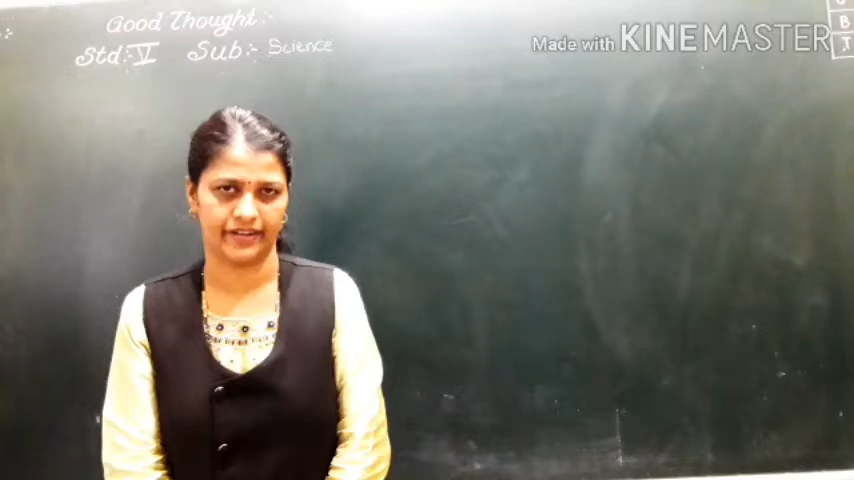 Good Thought:-
Std:- V Sub:- Science
Made with KINEMASTER
B